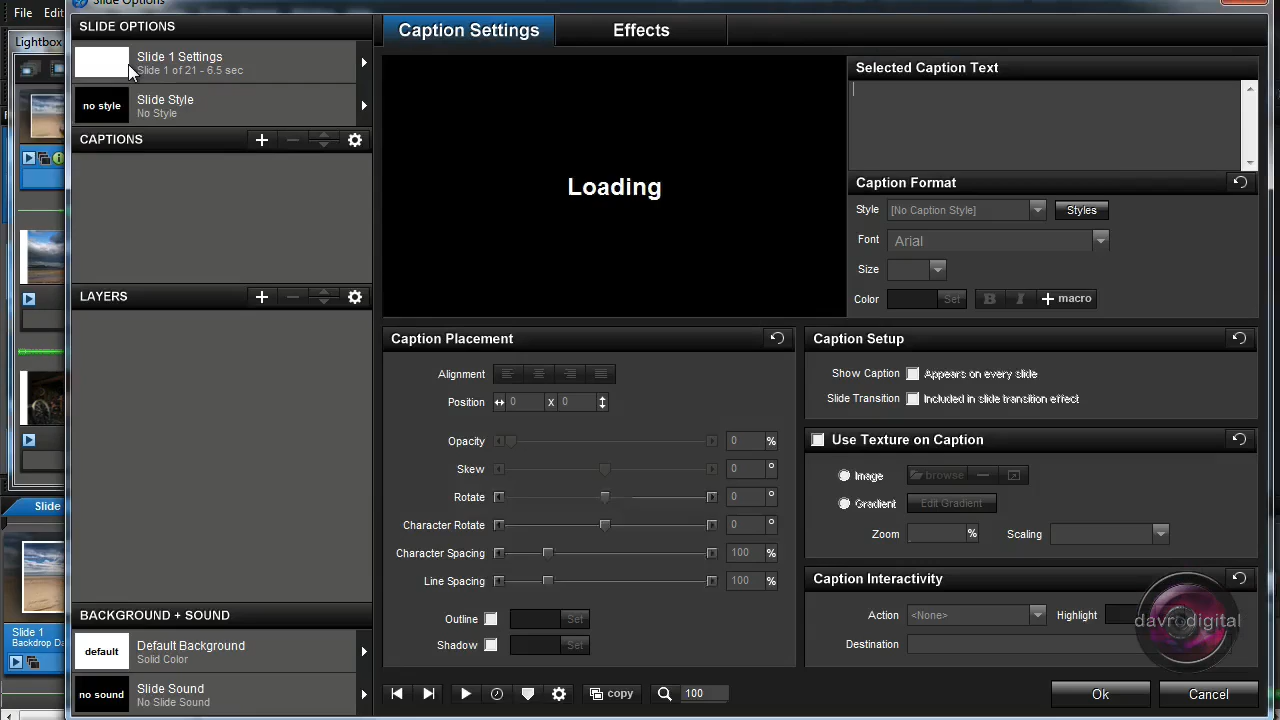 Slide Options
File Edit
SLIDE OPTIONS
Caption Settings
Effects
Lightbox
Slide 1 Settings
Slide 1 of 21 - 6.5 sec
no style
Slide Style
No Style
CAPTIONS
LAYERS
Loading
Selected Caption Text
Caption Format
Style [No Caption Style] Styles
Font Arial
Size
Color Set B I + macro
Caption Placement
Alignment
Position 0 x 0
Opacity 0 %
Skew 0 °
Rotate 0 °
Character Rotate 0 °
Character Spacing 100 %
Line Spacing 100 %
Outline Set
Shadow Set
Caption Setup
Show Caption Appears on every slide
Slide Transition Included in slide transition effect
Use Texture on Caption
Image browse
Gradient Edit Gradient
Zoom % Scaling
Caption Interactivity
Action <None> Highlight
Destination
davrodigital
Slide
Slide 1
Backdrop Da
BACKGROUND + SOUND
default
Default Background
Solid Color
no sound
Slide Sound
No Slide Sound
copy 100
Ok Cancel